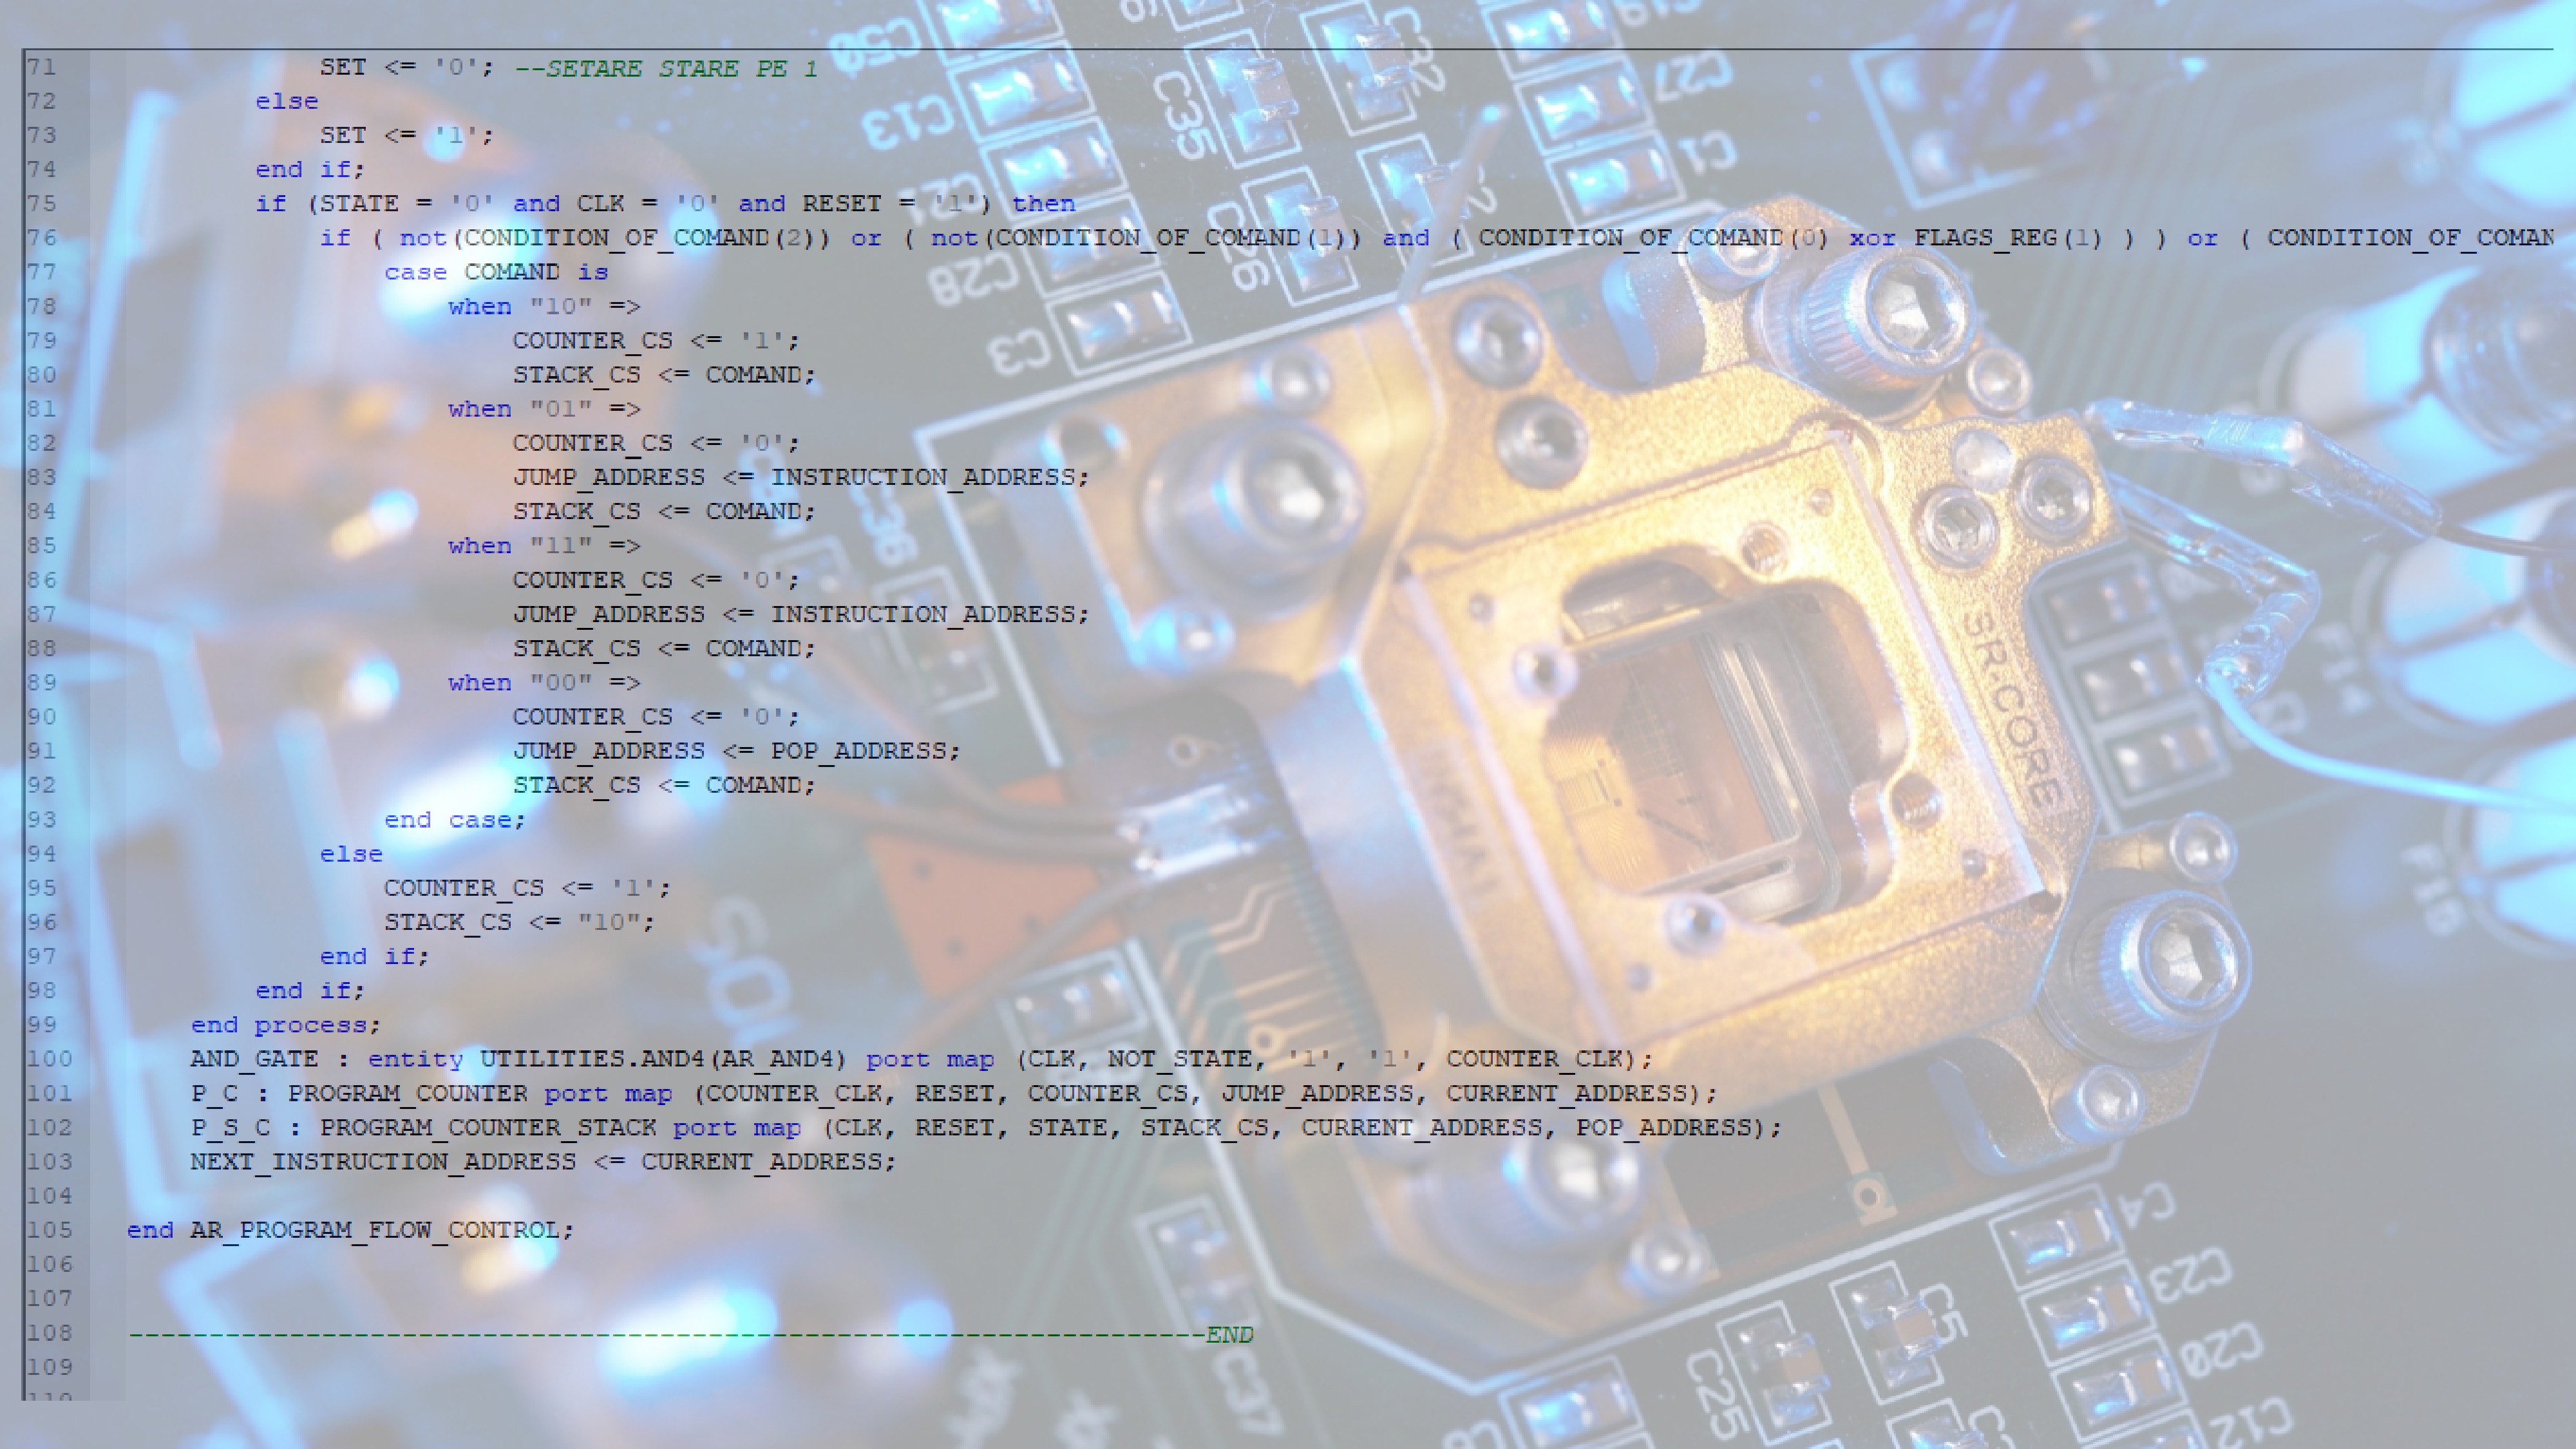 71 SET <= '0'; --SETARE STARE PE 1
72 else
73 SET <= '1';
74 end if;
75 if (STATE = '0' and CLK = '0' and RESET = '1') then
76 if ( not(CONDITION_OF_COMAND(2)) or ( not(CONDITION_OF_COMAND(1)) and ( CONDITION_OF_COMAND(0) xor FLAGS_REG(1) ) ) or ( CONDITION_OF_COMAN
77 case COMAND is
78 when "10" =>
79 COUNTER_CS <= '1';
80 STACK_CS <= COMAND;
81 when "01" =>
82 COUNTER_CS <= '0';
83 JUMP_ADDRESS <= INSTRUCTION_ADDRESS;
84 STACK_CS <= COMAND;
85 when "11" =>
86 COUNTER_CS <= '0';
87 JUMP_ADDRESS <= INSTRUCTION_ADDRESS;
88 STACK_CS <= COMAND;
89 when "00" =>
90 COUNTER_CS <= '0';
91 JUMP_ADDRESS <= POP_ADDRESS;
92 STACK_CS <= COMAND;
93 end case;
94 else
95 COUNTER_CS <= '1';
96 STACK_CS <= "10";
97 end if;
98 end if;
99 end process;
100 AND_GATE : entity UTILITIES.AND4(AR_AND4) port map (CLK, NOT_STATE, '1', '1', COUNTER_CLK);
101 P_C : PROGRAM_COUNTER port map (COUNTER_CLK, RESET, COUNTER_CS, JUMP_ADDRESS, CURRENT_ADDRESS);
102 P_S_C : PROGRAM_COUNTER_STACK port map (CLK, RESET, STATE, STACK_CS, CURRENT_ADDRESS, POP_ADDRESS);
103 NEXT_INSTRUCTION_ADDRESS <= CURRENT_ADDRESS;
104
105 end AR_PROGRAM_FLOW_CONTROL;
106
107
108 -------------------------------------------------------------------END
109
C50
C13
C21
C28
C3
C35
C26
C32
C19
C27
C1
C36
SR-CORE
F14
F15
C37
C4
C23
C20
C12
C5
C25